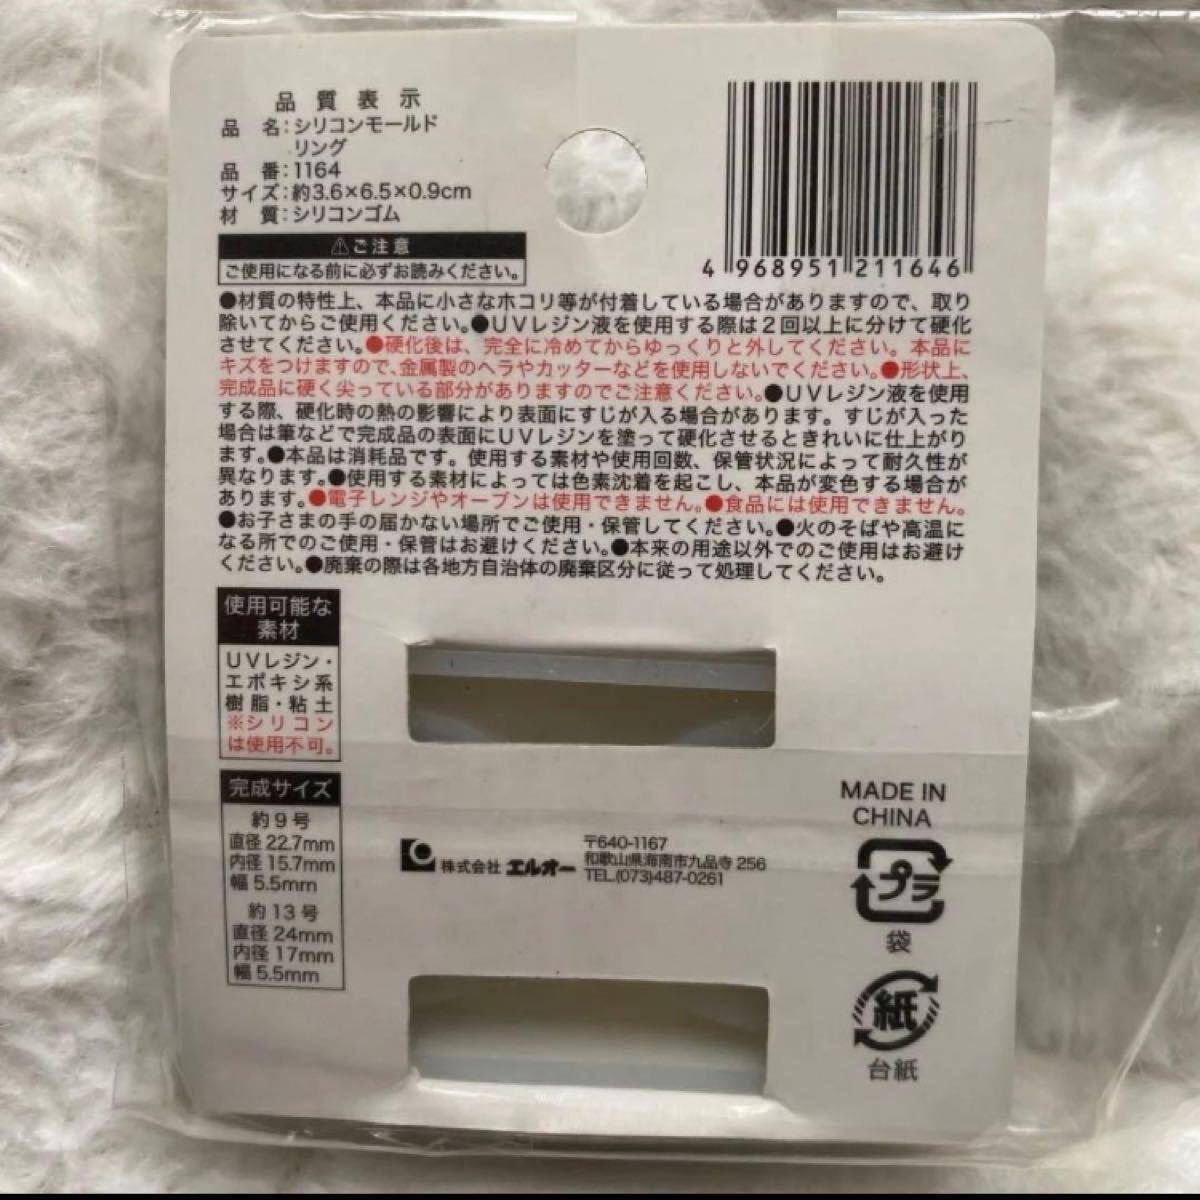 品質表示
品　名：シリコンモールド
リング
品　番：1164
サイズ：約3.6×6.5×0.9cm
材　質：シリコンゴム
⚠ご注意
ご使用になる前に必ずお読みください。
4 968951 211646
●材質の特性上、本品に小さなホコリ等が付着している場合がありますので、取り
除いてからご使用ください。●UVレジン液を使用する際は2回以上に分けて硬化
させてください。●硬化後は、完全に冷めてからゆっくりと外してください。本品に
キズをつけますので、金属製のヘラやカッターなどを使用しないでください。●形状上、
完成品に硬く尖っている部分がありますのでご注意ください。●UVレジン液を使用
する際、硬化時の熱の影響により表面にすじが入る場合があります。すじが入った
場合は筆などで完成品の表面にUVレジンを塗って硬化させるときれいに仕上がり
ます。●本品は消耗品です。使用する素材や使用回数、保管状況によって耐久性が
異なります。●使用する素材によっては色素沈着を起こし、本品が変色する場合が
あります。●電子レンジやオーブンは使用できません。●食品には使用できません。
●お子さまの手の届かない場所でご使用・保管してください。●火のそばや高温に
なる所でのご使用・保管はお避けください。●本来の用途以外でのご使用はお避け
ください。●廃棄の際は各地方自治体の廃棄区分に従って処理してください。
使用可能な
素材
UVレジン・
エポキシ系
樹脂・粘土
※シリコン
は使用不可。
完成サイズ
約9号
直径 22.7mm
内径 15.7mm
幅 5.5mm
約13号
直径 24mm
内径 17mm
幅 5.5mm
株式会社 エルオー
〒640-1167
和歌山県海南市九品寺 256
TEL.(073)487-0261
MADE IN
CHINA
プラ
袋
紙
台紙